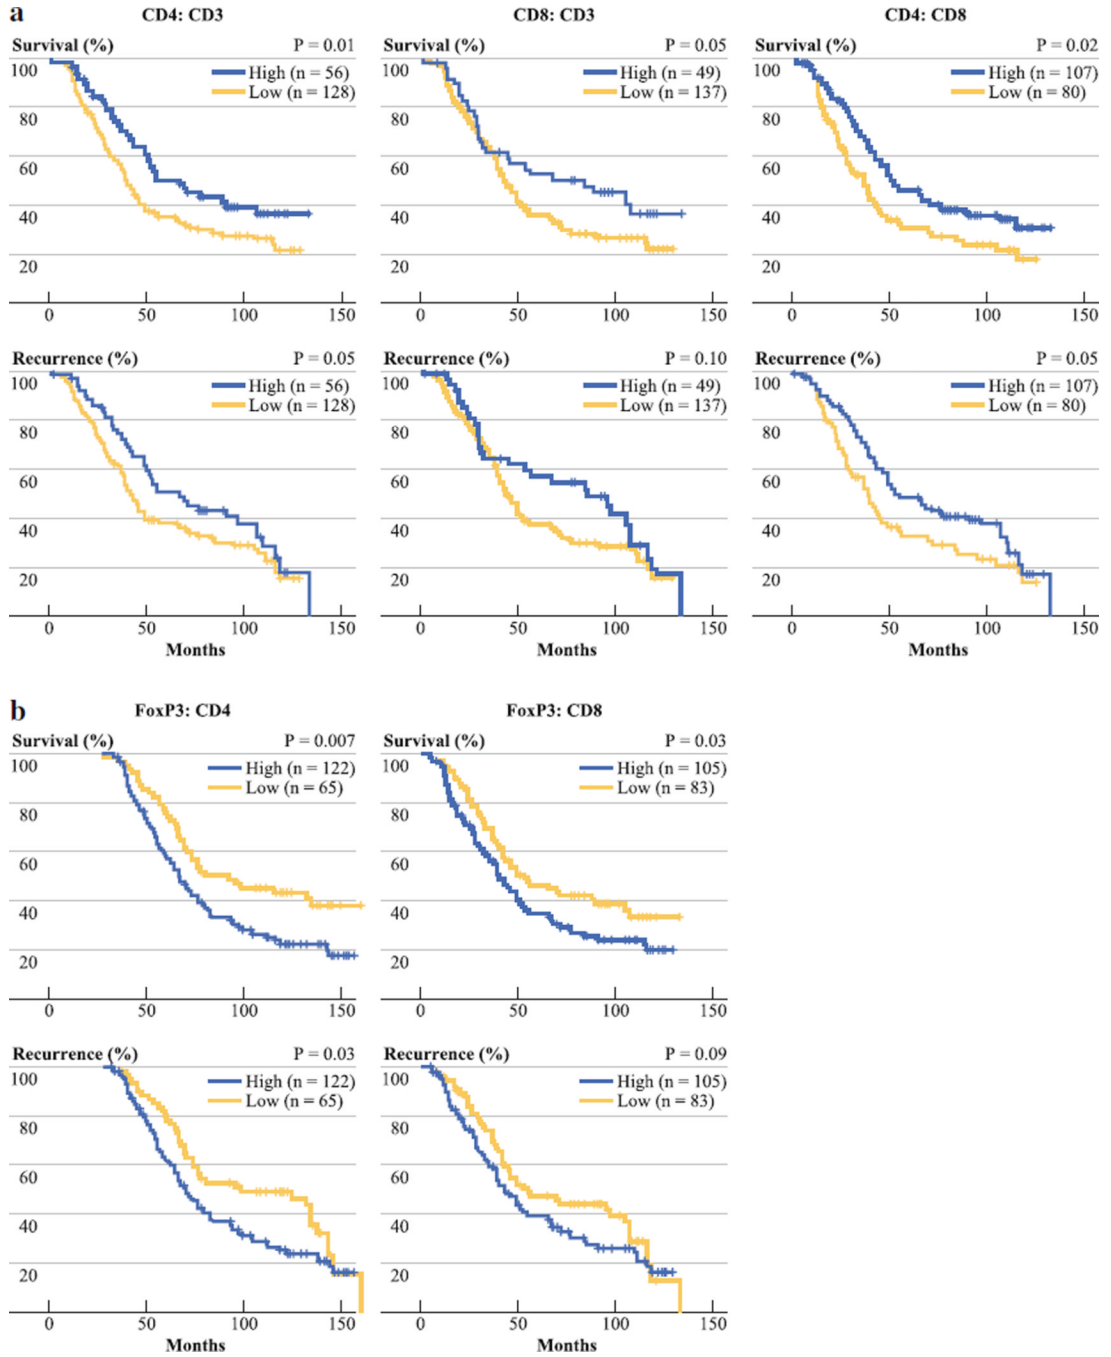 a
CD4: CD3 CD8: CD3 CD4: CD8
Survival (%) P = 0.01 Survival (%) P = 0.05 Survival (%) P = 0.02
100 High (n = 56) 100 High (n = 49) 100 High (n = 107)
Low (n = 128) Low (n = 137) Low (n = 80)
80 80 80
60 60 60
40 40 40
20 20 20
0 50 100 150 0 50 100 150 0 50 100 150
Recurrence (%) P = 0.05 Recurrence (%) P = 0.10 Recurrence (%) P = 0.05
100 High (n = 56) 100 High (n = 49) 100 High (n = 107)
Low (n = 128) Low (n = 137) Low (n = 80)
80 80 80
60 60 60
40 40 40
20 20 20
0 50 100 150 0 50 100 150 0 50 100 150
Months Months Months
b
FoxP3: CD4 FoxP3: CD8
Survival (%) P = 0.007 Survival (%) P = 0.03
100 High (n = 122) 100 High (n = 105)
Low (n = 65) Low (n = 83)
80 80
60 60
40 40
20 20
0 50 100 150 0 50 100 150
Recurrence (%) P = 0.03 Recurrence (%) P = 0.09
100 High (n = 122) 100 High (n = 105)
Low (n = 65) Low (n = 83)
80 80
60 60
40 40
20 20
0 50 100 150 0 50 100 150
Months Months